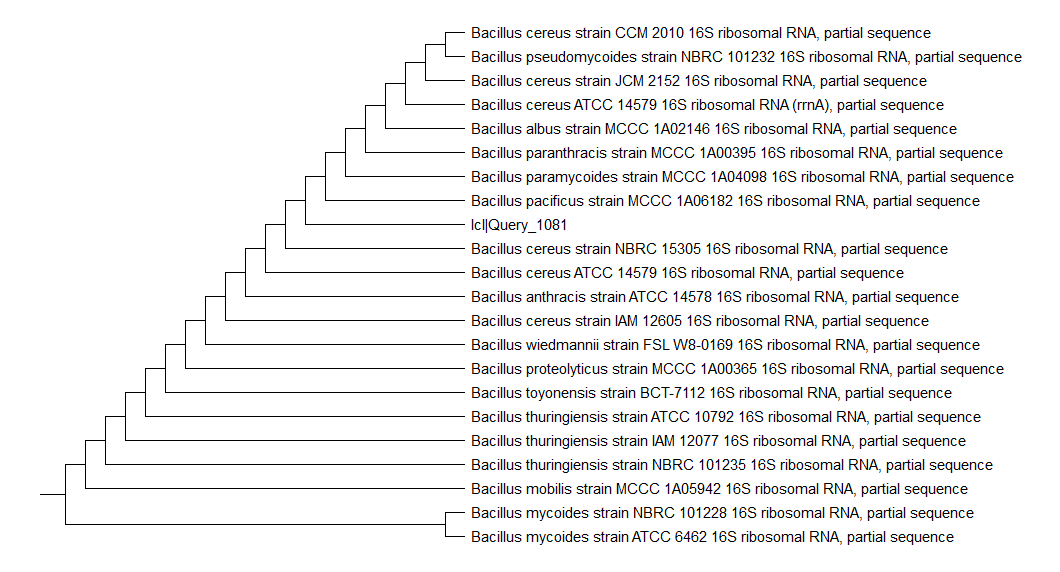 Bacillus cereus strain CCM 2010 16S ribosomal RNA, partial sequence
Bacillus pseudomycoides strain NBRC 101232 16S ribosomal RNA, partial sequence
Bacillus cereus strain JCM 2152 16S ribosomal RNA, partial sequence
Bacillus cereus ATCC 14579 16S ribosomal RNA (rrnA), partial sequence
Bacillus albus strain MCCC 1A02146 16S ribosomal RNA, partial sequence
Bacillus paranthracis strain MCCC 1A00395 16S ribosomal RNA, partial sequence
Bacillus paramycoides strain MCCC 1A04098 16S ribosomal RNA, partial sequence
Bacillus pacificus strain MCCC 1A06182 16S ribosomal RNA, partial sequence
lcl|Query_1081
Bacillus cereus strain NBRC 15305 16S ribosomal RNA, partial sequence
Bacillus cereus ATCC 14579 16S ribosomal RNA, partial sequence
Bacillus anthracis strain ATCC 14578 16S ribosomal RNA, partial sequence
Bacillus cereus strain IAM 12605 16S ribosomal RNA, partial sequence
Bacillus wiedmannii strain FSL W8-0169 16S ribosomal RNA, partial sequence
Bacillus proteolyticus strain MCCC 1A00365 16S ribosomal RNA, partial sequence
Bacillus toyonensis strain BCT-7112 16S ribosomal RNA, partial sequence
Bacillus thuringiensis strain ATCC 10792 16S ribosomal RNA, partial sequence
Bacillus thuringiensis strain IAM 12077 16S ribosomal RNA, partial sequence
Bacillus thuringiensis strain NBRC 101235 16S ribosomal RNA, partial sequence
Bacillus mobilis strain MCCC 1A05942 16S ribosomal RNA, partial sequence
Bacillus mycoides strain NBRC 101228 16S ribosomal RNA, partial sequence
Bacillus mycoides strain ATCC 6462 16S ribosomal RNA, partial sequence